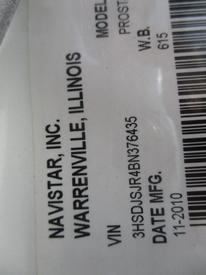 NAVISTAR, INC.
WARRENVILLE, ILLINOIS
VIN
3HSDJSJR4BN376435
DATE MFG.
11-2010
MODEL
PROST
W.B.
615